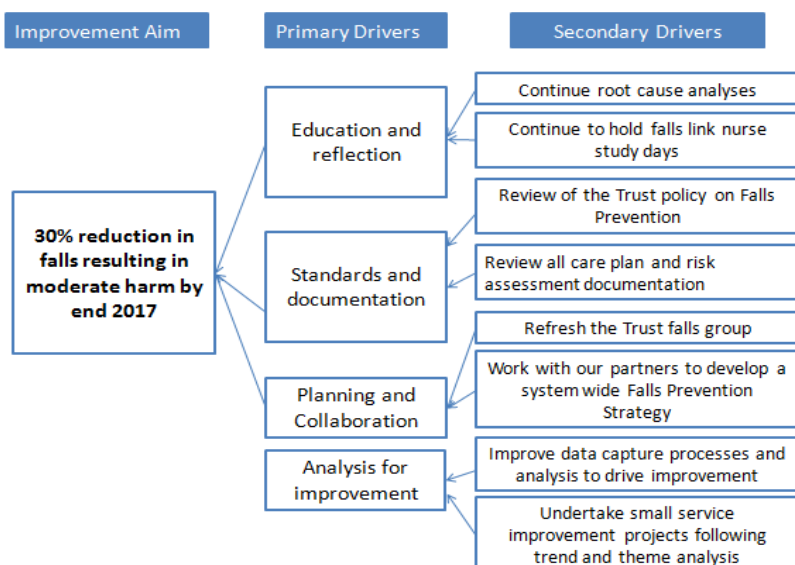 Improvement Aim
Primary Drivers
Secondary Drivers
30% reduction in
falls resulting in
moderate harm by
end 2017
Education and
reflection
Standards and
documentation
Planning and
Collaboration
Analysis for
improvement
Continue root cause analyses
Continue to hold falls link nurse
study days
Review of the Trust policy on Falls
Prevention
Review all care plan and risk
assessment documentation
Refresh the Trust falls group
Work with our partners to develop a
system wide Falls Prevention
Strategy
Improve data capture processes and
analysis to drive improvement
Undertake small service
improvement projects following
trend and theme analysis